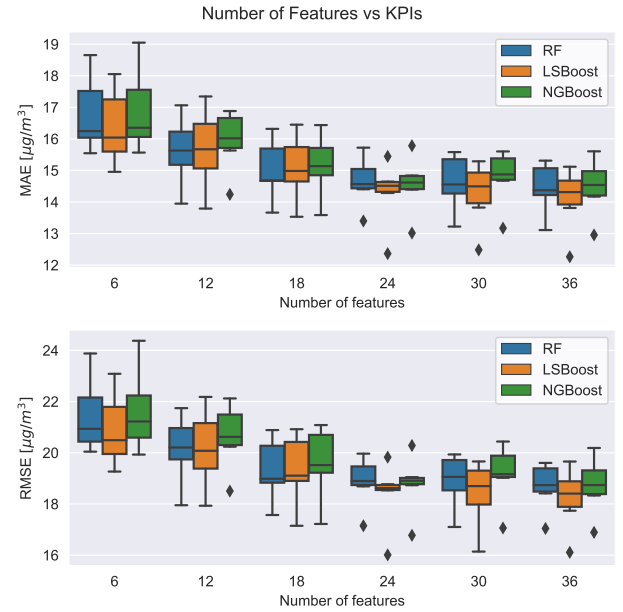 Number of Features vs KPIs
19
18
17
16
15
14
13
12
MAE [μg/m³]
RF
LSBoost
NGBoost
6 12 18 24 30 36
Number of features
24
22
20
18
16
RMSE [μg/m³]
RF
LSBoost
NGBoost
6 12 18 24 30 36
Number of features